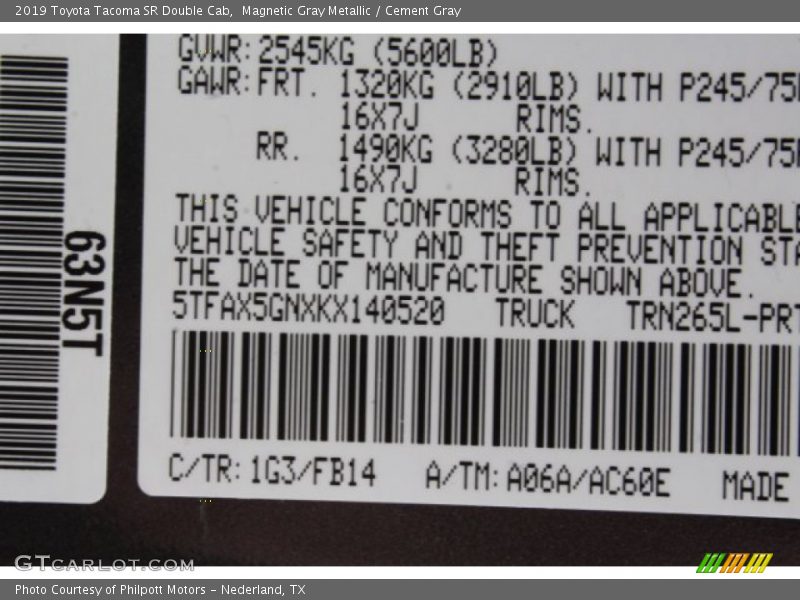 2019 Toyota Tacoma SR Double Cab,  Magnetic Gray Metallic / Cement Gray
GVWR: 2545KG (5600LB)
GAWR: FRT. 1320KG (2910LB) WITH P245/75
16X7J RIMS.
RR. 1490KG (3280LB) WITH P245/75
16X7J RIMS.
THIS VEHICLE CONFORMS TO ALL APPLICABLE
VEHICLE SAFETY AND THEFT PREVENTION STA
THE DATE OF MANUFACTURE SHOWN ABOVE.
5TFAX5GNXKX140520 TRUCK TRN265L-PRT
C/TR: 1G3/FB14 A/TM: A06A/AC60E MADE
63N5T
GTCARLOT.COM
Photo Courtesy of Philpott Motors - Nederland, TX